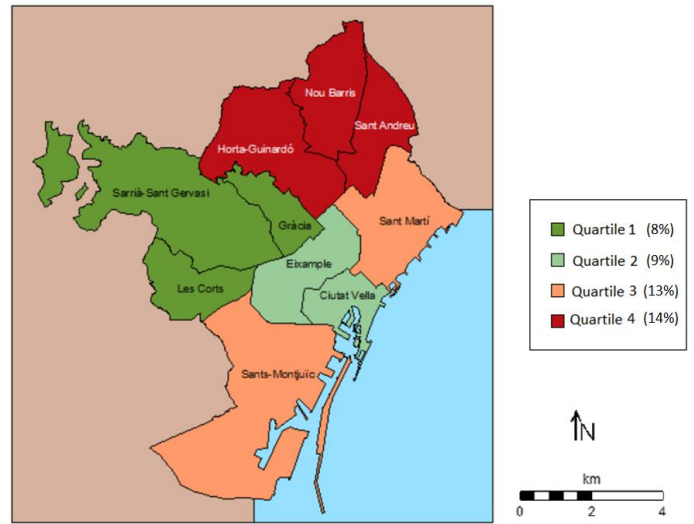 Nou Barris
Sant Andreu
Horta-Guinardó
Sarrià-Sant Gervasi
Gràcia
Sant Martí
Eixample
Les Corts
Ciutat Vella
Sants-Montjuïc
Quartile 1 (8%)
Quartile 2 (9%)
Quartile 3 (13%)
Quartile 4 (14%)
N
km
0 2 4